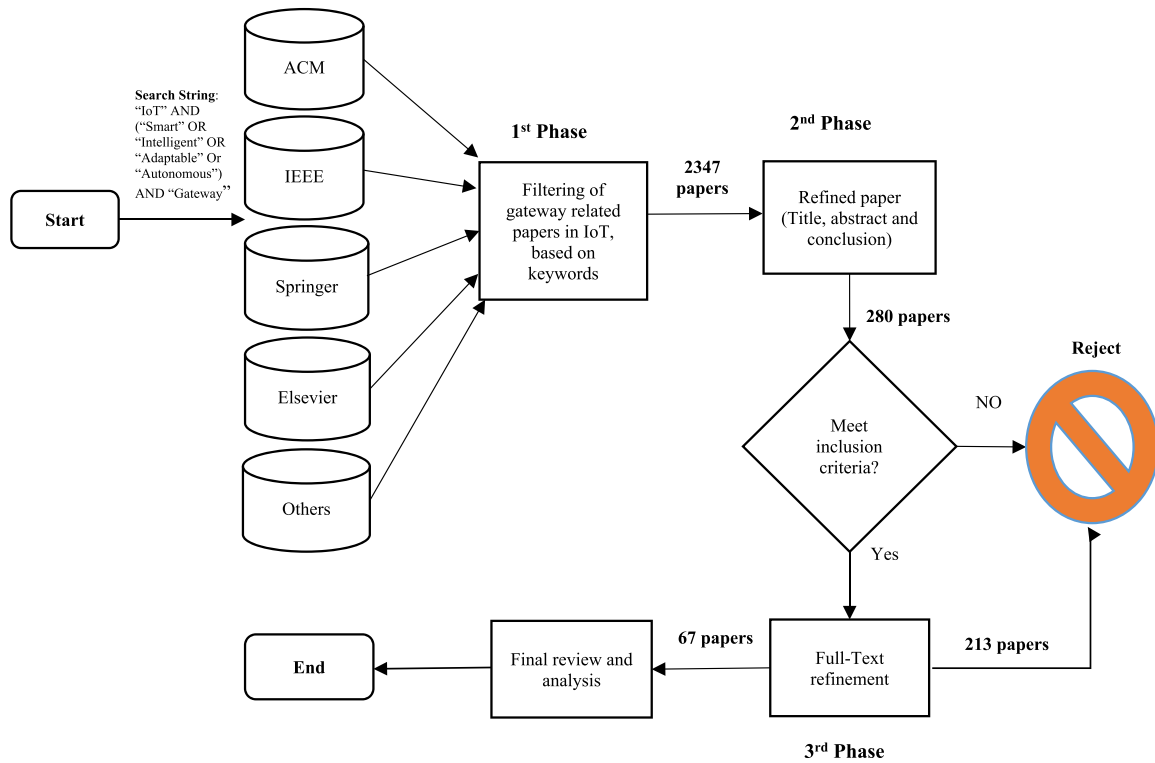 Start
Search String:
“IoT” AND
(“Smart” OR
“Intelligent” OR
“Adaptable” Or
“Autonomous”)
AND “Gateway”
ACM
IEEE
Springer
Elsevier
Others
1st Phase
Filtering of
gateway related
papers in IoT,
based on
keywords
2347
papers
2nd Phase
Refined paper
(Title, abstract and
conclusion)
280 papers
Meet
inclusion
criteria?
NO
Reject
Yes
Full-Text
refinement
3rd Phase
213 papers
67 papers
Final review and
analysis
End